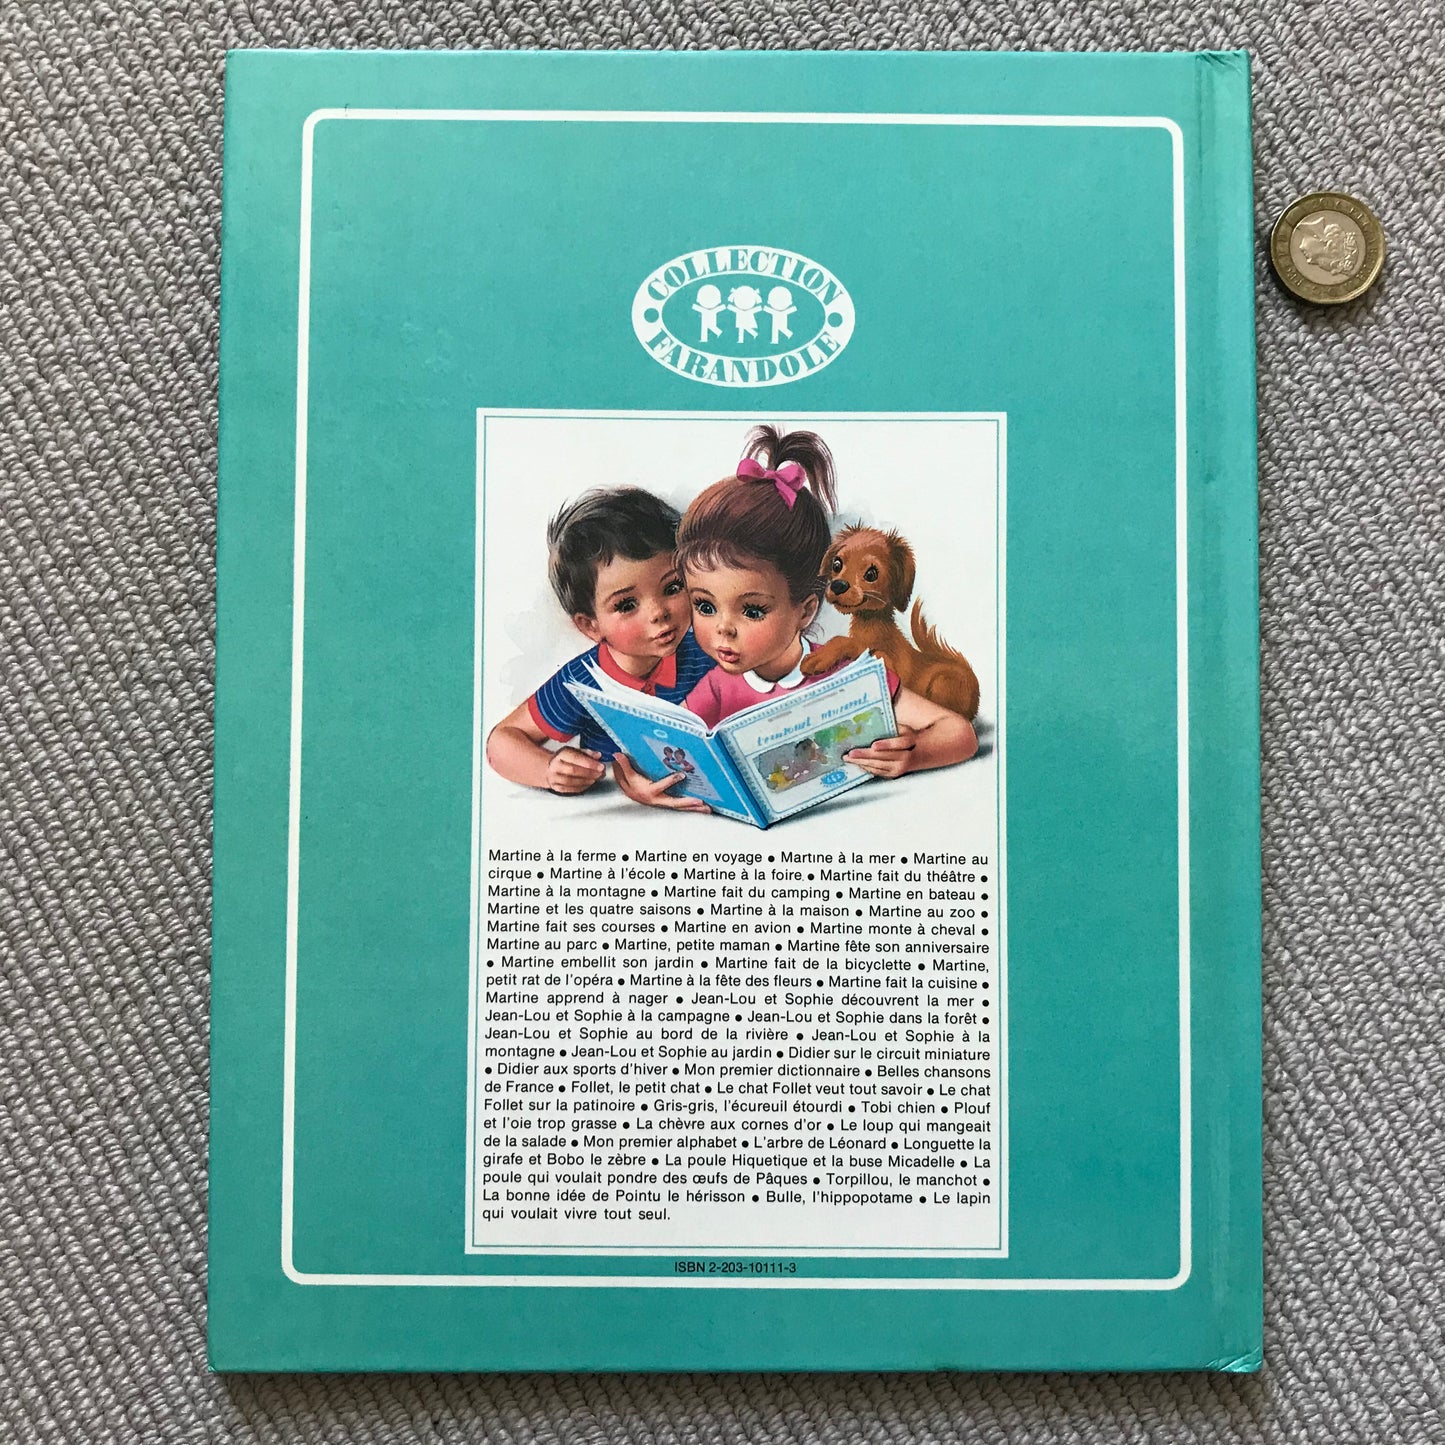 COLLECTION
FARANDOLE
Martine à la ferme ● Martine en voyage ● Martine à la mer ● Martine au
cirque ● Martine à l'école ● Martine à la foire ● Martine fait du théâtre ●
Martine à la montagne ● Martine fait du camping ● Martine en bateau ●
Martine et les quatre saisons ● Martine à la maison ● Martine au zoo ●
Martine fait ses courses ● Martine en avion ● Martine monte à cheval ●
Martine au parc ● Martine, petite maman ● Martine fête son anniversaire
● Martine embellit son jardin ● Martine fait de la bicyclette ● Martine,
petit rat de l'opéra ● Martine à la fête des fleurs ● Martine fait la cuisine ●
Martine apprend à nager ● Jean-Lou et Sophie découvrent la mer ●
Jean-Lou et Sophie à la campagne ● Jean-Lou et Sophie dans la forêt ●
Jean-Lou et Sophie au bord de la rivière ● Jean-Lou et Sophie à la
montagne ● Jean-Lou et Sophie au jardin ● Didier sur le circuit miniature
● Didier aux sports d'hiver ● Mon premier dictionnaire ● Belles chansons
de France ● Follet, le petit chat ● Le chat Follet veut tout savoir ● Le chat
Follet sur la patinoire ● Gris-gris, l'écureuil étourdi ● Tobi chien ● Plouf
et l'oie trop grasse ● La chèvre aux cornes d'or ● Le loup qui mangeait
de la salade ● Mon premier alphabet ● L'arbre de Léonard ● Longuette la
girafe et Bobo le zèbre ● La poule Hiquetique et la buse Micadelle ● La
poule qui voulait pondre des œufs de Pâques ● Torpillou, le manchot ●
La bonne idée de Pointu le hérisson ● Bulle, l'hippopotame ● Le lapin
qui voulait vivre tout seul.
ISBN 2-203-10111-3